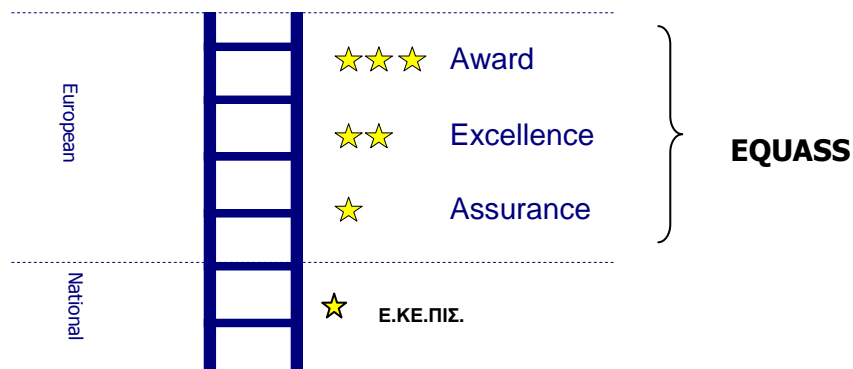 European
Award
Excellence
Assurance
EQUASS
National
Ε.ΚΕ.ΠΙΣ.